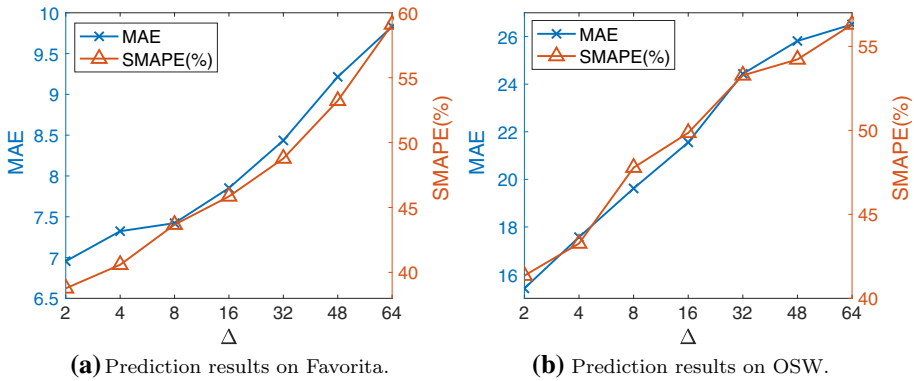 10
9.5
9
8.5
8
7.5
7
6.5
MAE
MAE
SMAPE(%)
60
55
50
45
40
SMAPE(%)
2 4 8 16 32 48 64
Δ
(a) Prediction results on Favorita.
26
24
22
20
18
16
MAE
MAE
SMAPE(%)
55
50
45
40
SMAPE(%)
2 4 8 16 32 48 64
Δ
(b) Prediction results on OSW.